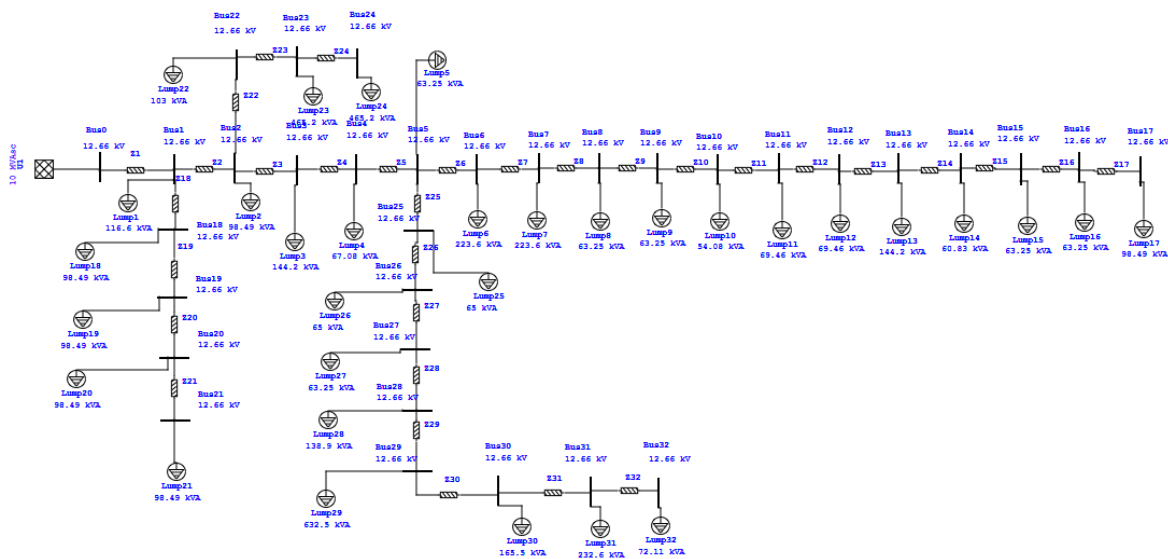 Bus22
12.66 kV
Bus23
12.66 kV
Bus24
12.66 kV
Z23
Z24
Lump22
103 kVA
Lump23
465.2 kVA
Lump24
465.2 kVA
Lump5
63.25 kVA
Z22
Bus0
12.66 kV
Bus1
12.66 kV
Bus2
12.66 kV
Bus3
12.66 kV
Bus4
12.66 kV
Bus5
12.66 kV
Bus6
12.66 kV
Bus7
12.66 kV
Bus8
12.66 kV
Bus9
12.66 kV
Bus10
12.66 kV
Bus11
12.66 kV
Bus12
12.66 kV
Bus13
12.66 kV
Bus14
12.66 kV
Bus15
12.66 kV
Bus16
12.66 kV
Bus17
12.66 kV
U1
10 MVAsc
Z1
Z2
Z3
Z4
Z5
Z6
Z7
Z8
Z9
Z10
Z11
Z12
Z13
Z14
Z15
Z16
Z17
Z18
Lump1
116.6 kVA
Lump2
98.49 kVA
Lump3
144.2 kVA
Lump4
67.08 kVA
Lump6
223.6 kVA
Lump7
223.6 kVA
Lump8
63.25 kVA
Lump9
63.25 kVA
Lump10
54.08 kVA
Lump11
69.46 kVA
Lump12
69.46 kVA
Lump13
144.2 kVA
Lump14
60.83 kVA
Lump15
63.25 kVA
Lump16
63.25 kVA
Lump17
98.49 kVA
Bus18
12.66 kV
Lump18
98.49 kVA
Z19
Bus19
12.66 kV
Lump19
98.49 kVA
Z20
Bus20
12.66 kV
Lump20
98.49 kVA
Z21
Bus21
12.66 kV
Lump21
98.49 kVA
Z25
Bus25
12.66 kV
Z26
Lump25
65 kVA
Bus26
12.66 kV
Lump26
65 kVA
Z27
Bus27
12.66 kV
Lump27
63.25 kVA
Z28
Bus28
12.66 kV
Lump28
138.9 kVA
Z29
Bus29
12.66 kV
Lump29
632.5 kVA
Z30
Bus30
12.66 kV
Lump30
165.5 kVA
Z31
Bus31
12.66 kV
Lump31
232.6 kVA
Z32
Bus32
12.66 kV
Lump32
72.11 kVA